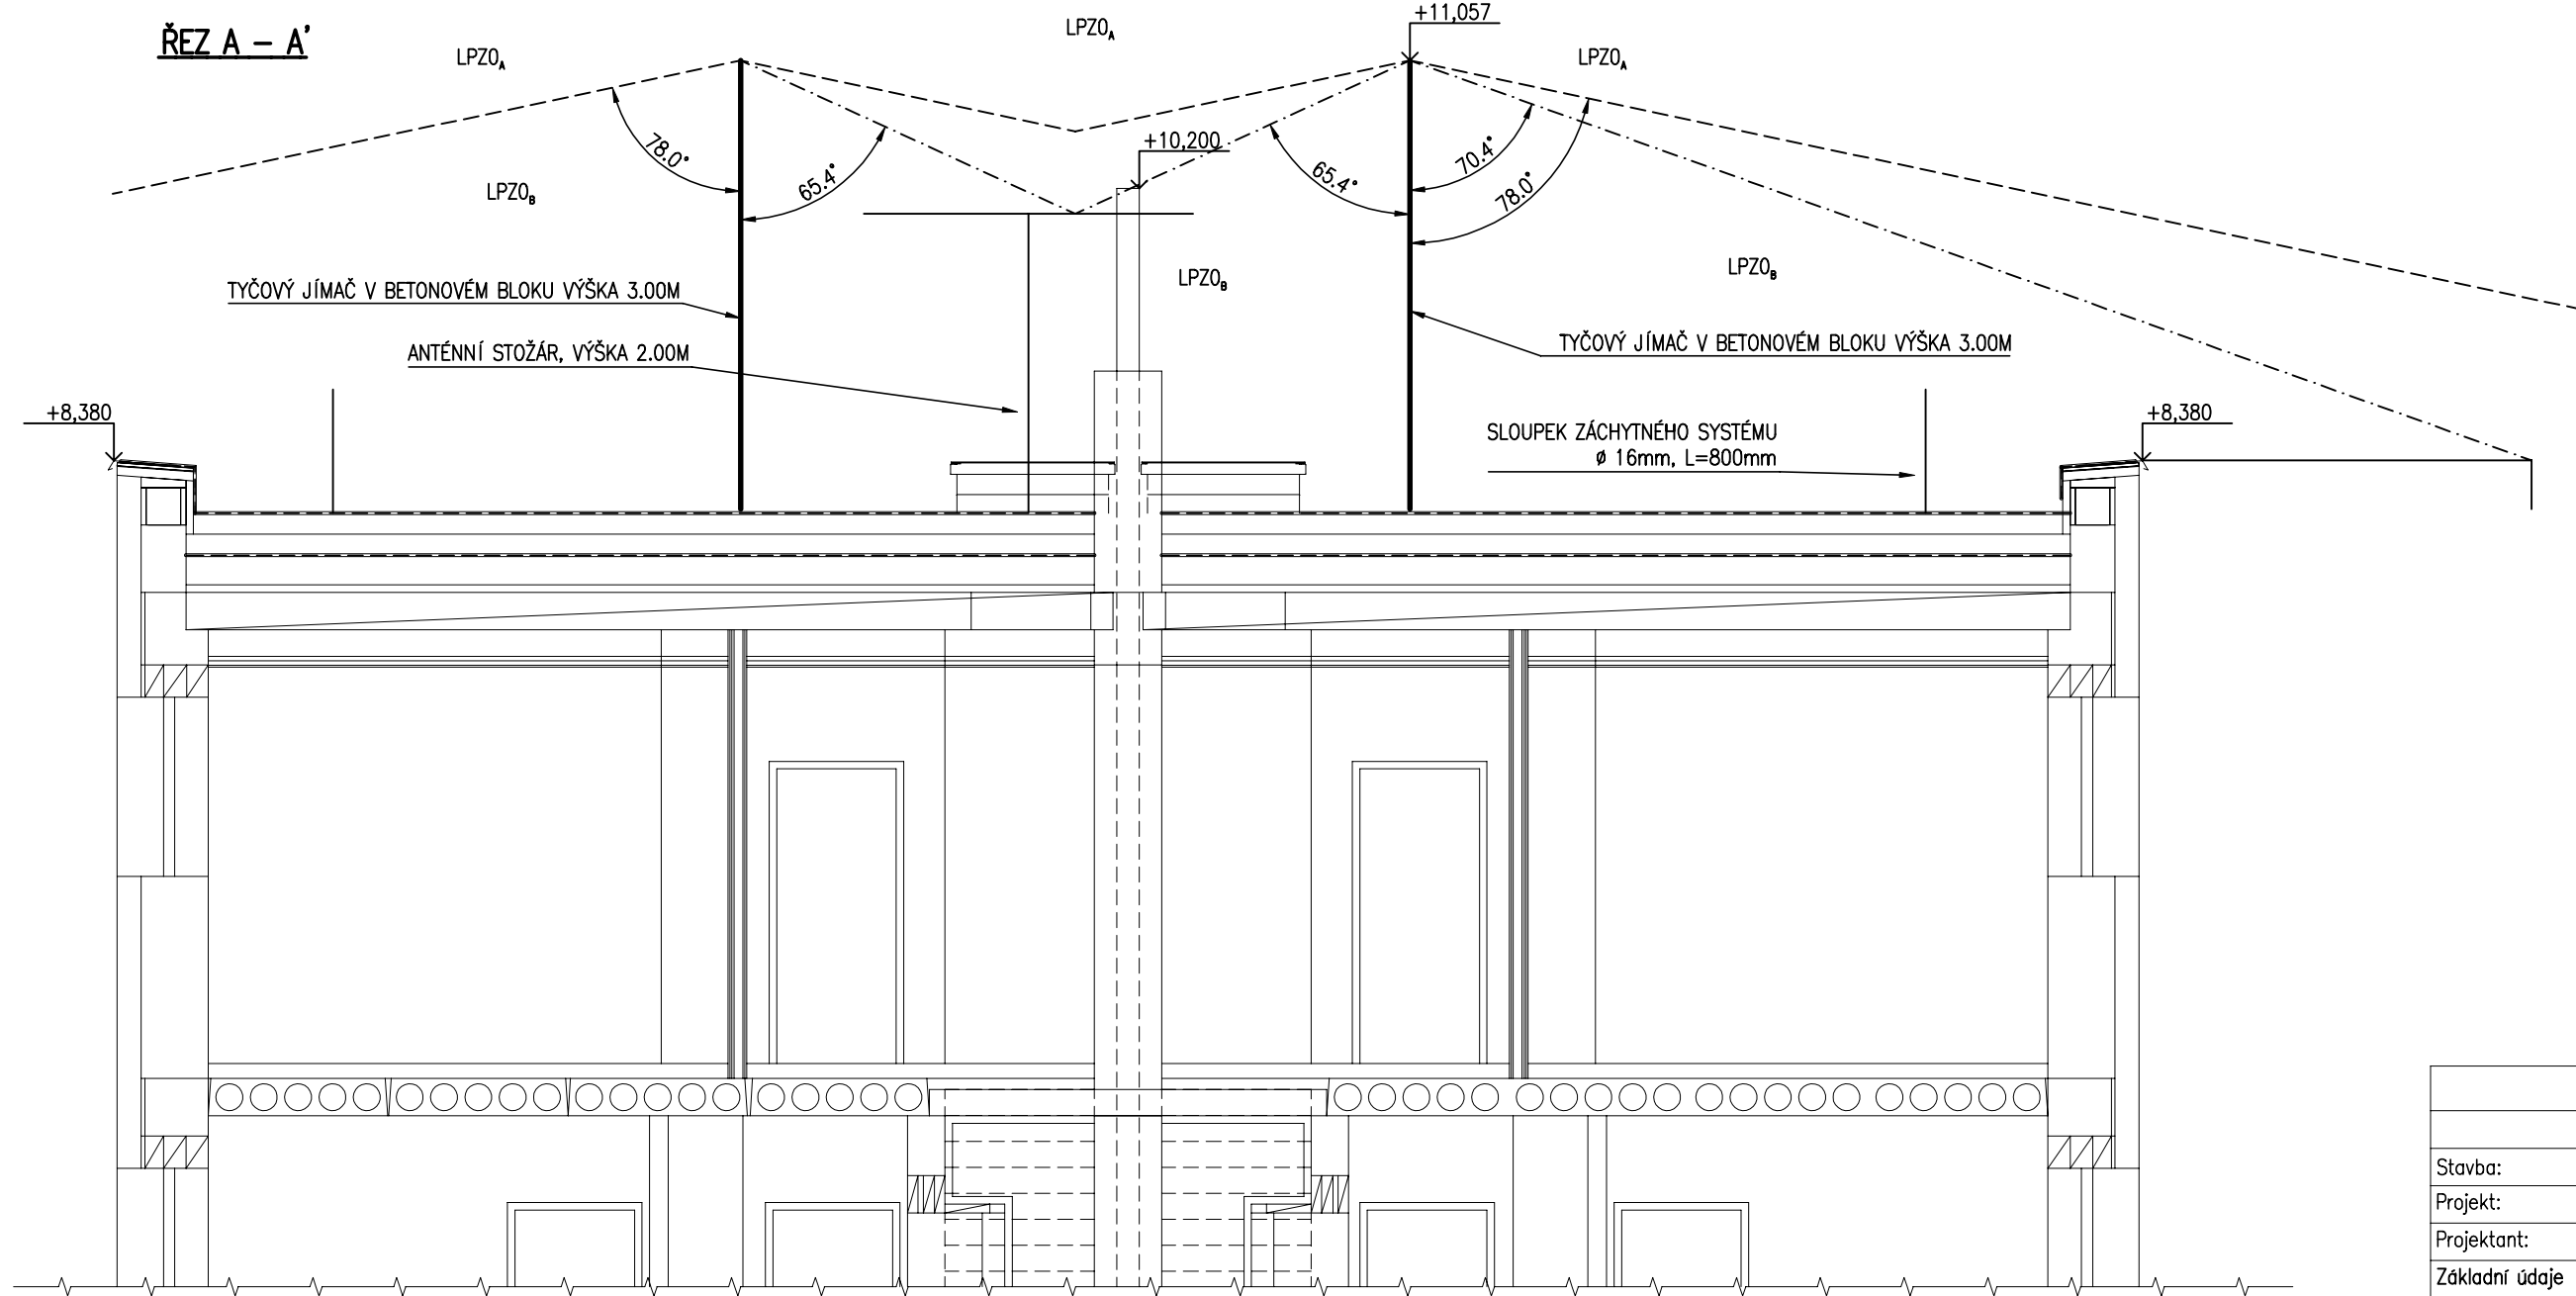 ŘEZ A – A'
LPZ0A
LPZ0A
+11,057
LPZ0A
78.0°
65.4°
+10,200
65.4°
70.4°
78.0°
LPZ0B
LPZ0B
LPZ0B
TYČOVÝ JÍMAČ V BETONOVÉM BLOKU VÝŠKA 3.00M
ANTÉNNÍ STOŽÁR, VÝŠKA 2.00M
TYČOVÝ JÍMAČ V BETONOVÉM BLOKU VÝŠKA 3.00M
+8,380
SLOUPEK ZÁCHYTNÉHO SYSTÉMU
ø 16mm, L=800mm
+8,380
Stavba:
Projekt:
Projektant:
Základní údaje